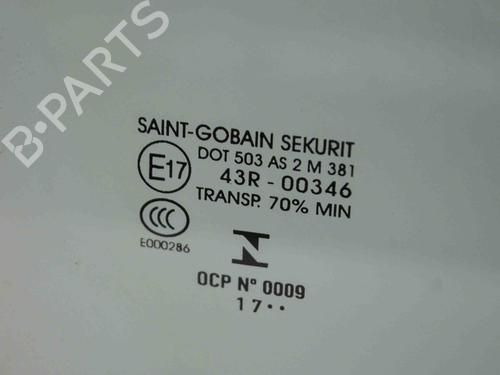 B-PARTS
SAINT-GOBAIN SEKURIT
DOT 503 AS 2 M 381
E17
43R - 00346
TRANSP. 70% MIN
CCC
E000286
N
OCP Nº 0009
17••